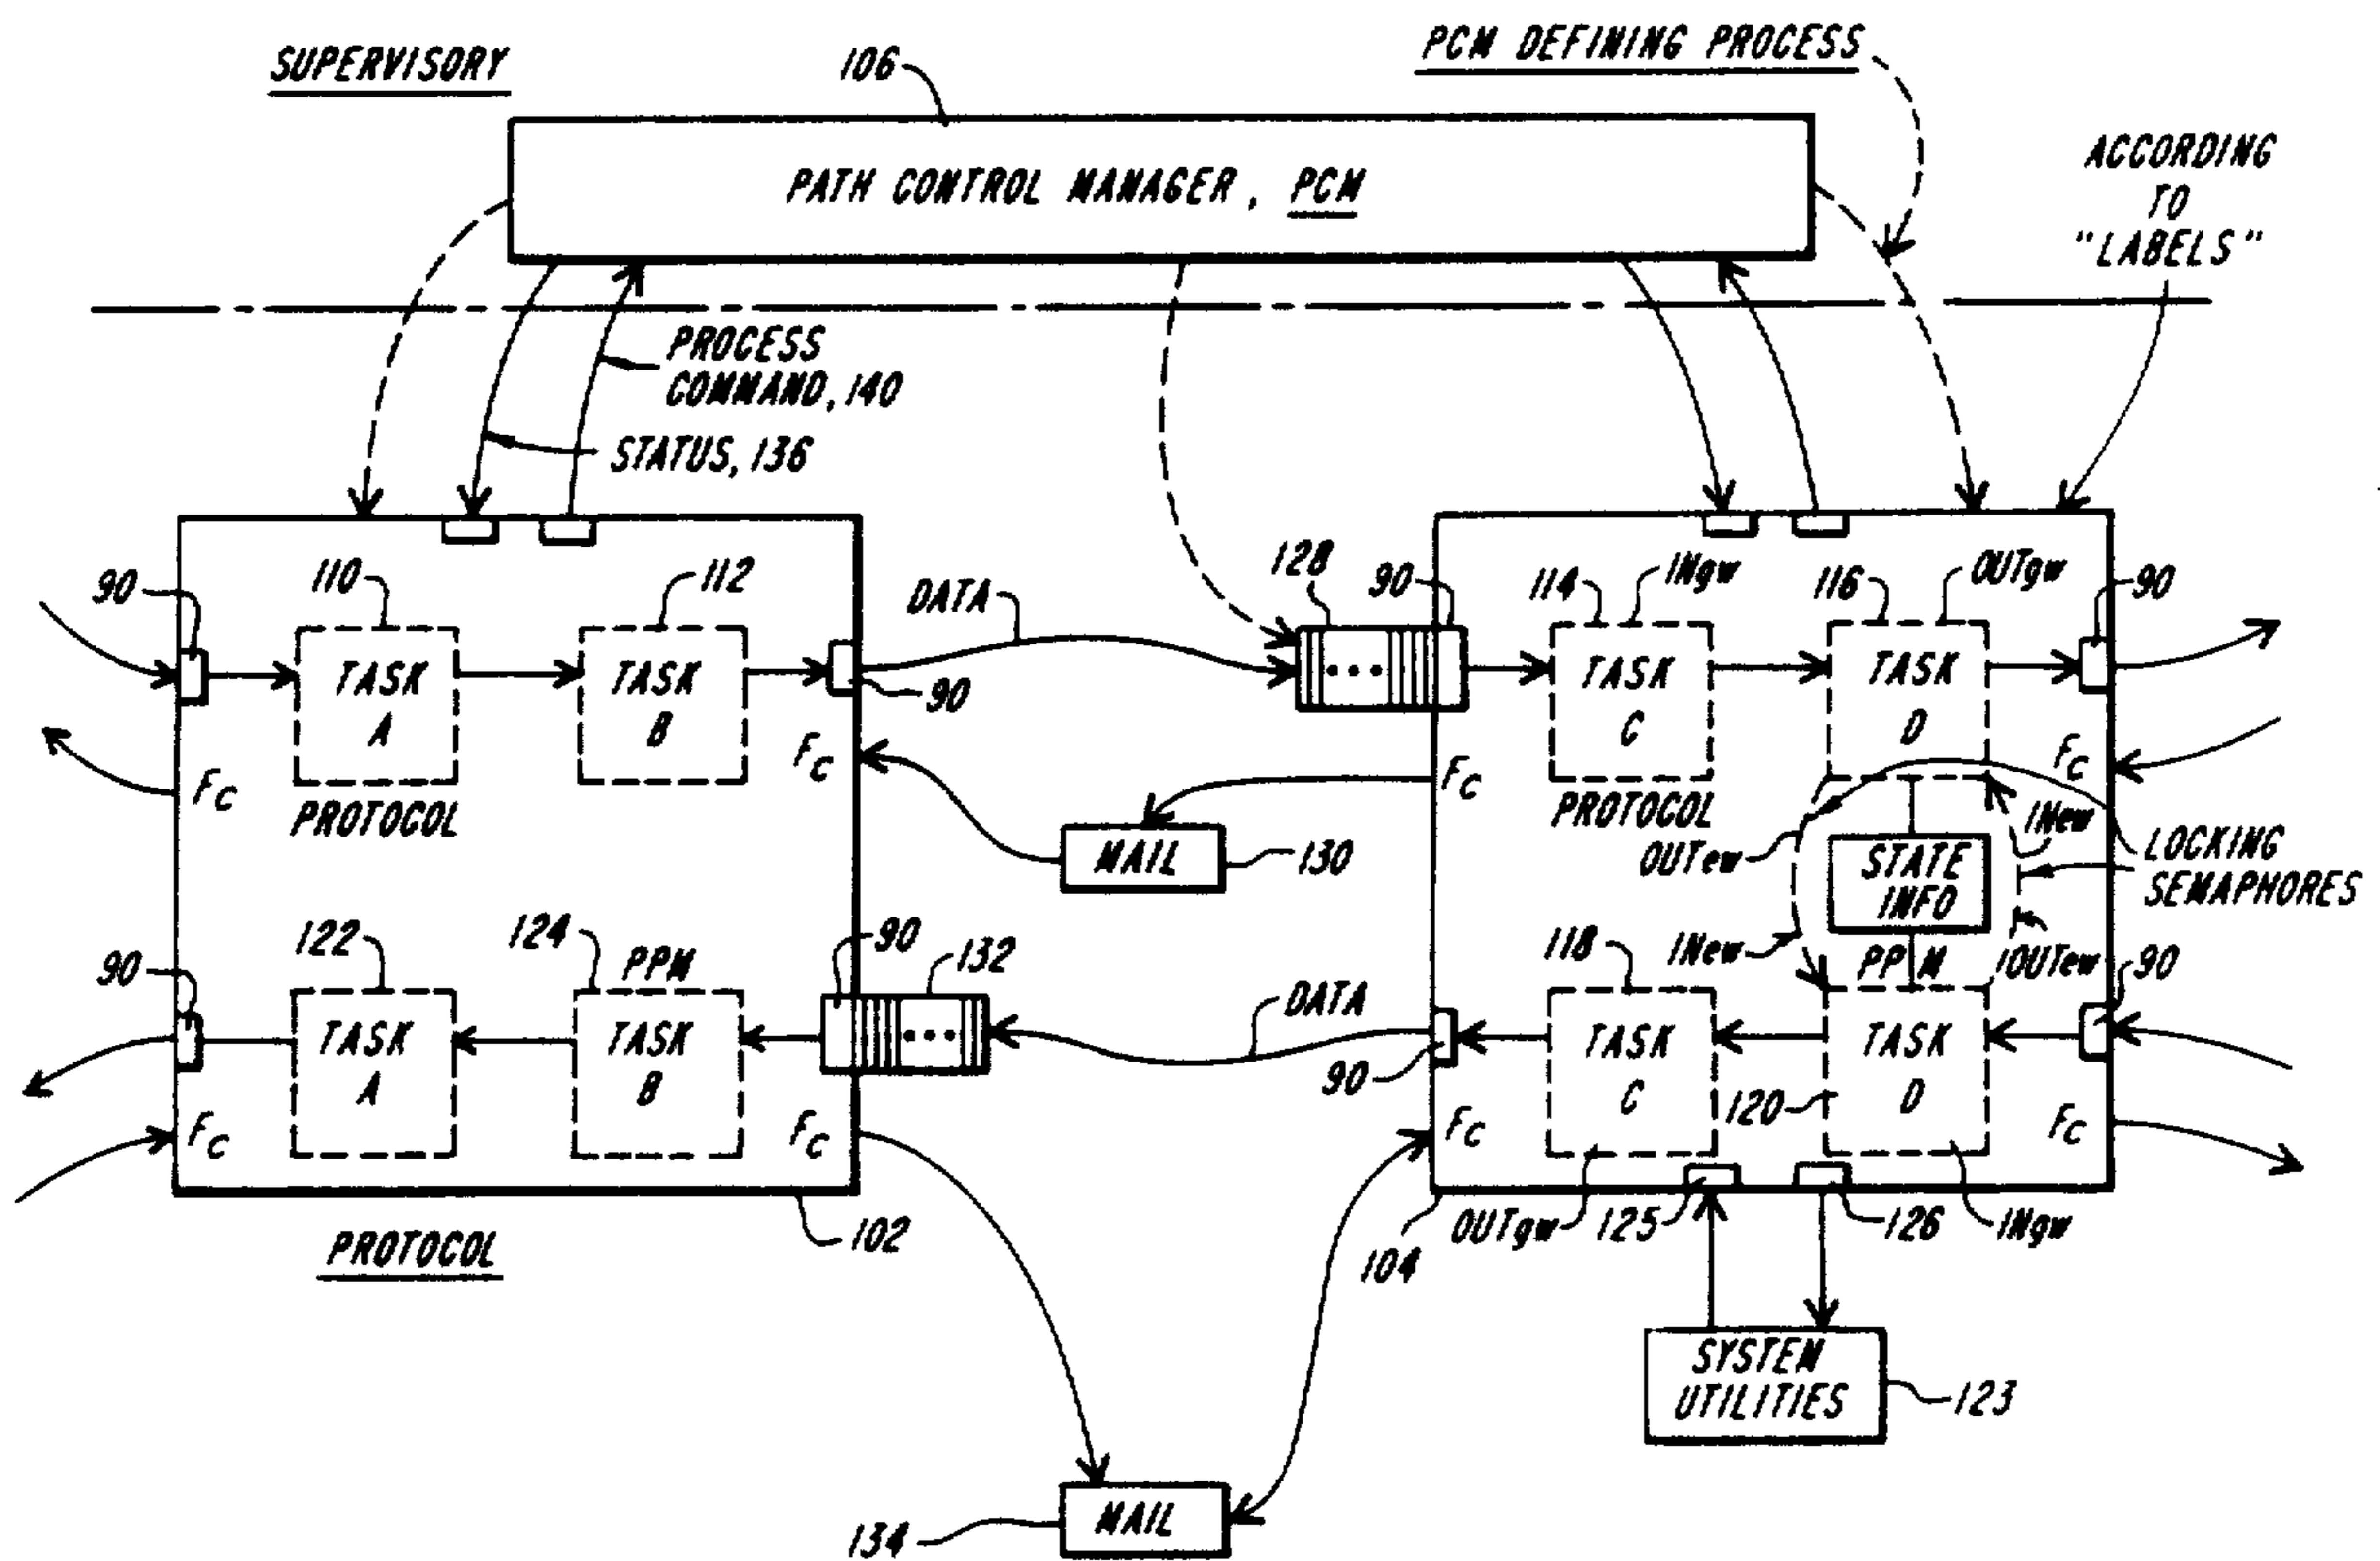 SUPERVISORY
106
PCM DEFINING PROCESS
PATH CONTROL MANAGER, PCM
ACCORDING
TO
"LABELS"
PROCESS
COMMAND, 140
STATUS, 136
90
110
112
DATA
128
90
114
INgw
116
OUTgw
90
TASK
A
TASK
B
90
TASK
C
TASK
D
Fc
Fc
Fc
Fc
PROTOCOL
PROTOCOL
MAIL
130
OUTew
INew
STATE
INFO
LOCKING
SEMAPHORES
90
122
124
PPM
90
132
DATA
118
INew
PPM
OUTew
90
TASK
A
TASK
B
90
TASK
C
120
TASK
D
Fc
Fc
Fc
Fc
PROTOCOL
102
104
OUTgw
125
126
INgw
SYSTEM
UTILITIES
123
134
MAIL